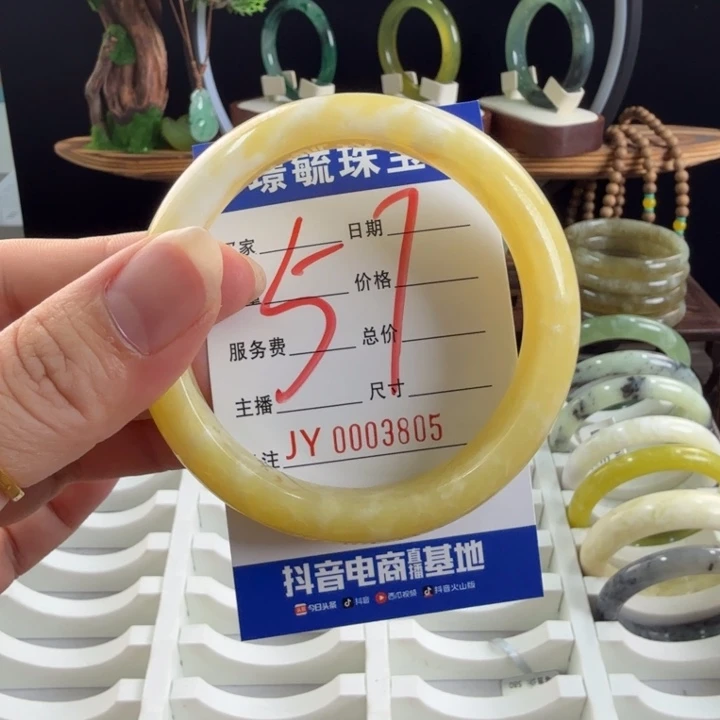 璟毓珠宝
家 日期
57
量 价格
服务费 总价
主播 尺寸
注 JY 0003805
抖音电商直播基地
今日头条 抖音 西瓜视频 抖音火山版